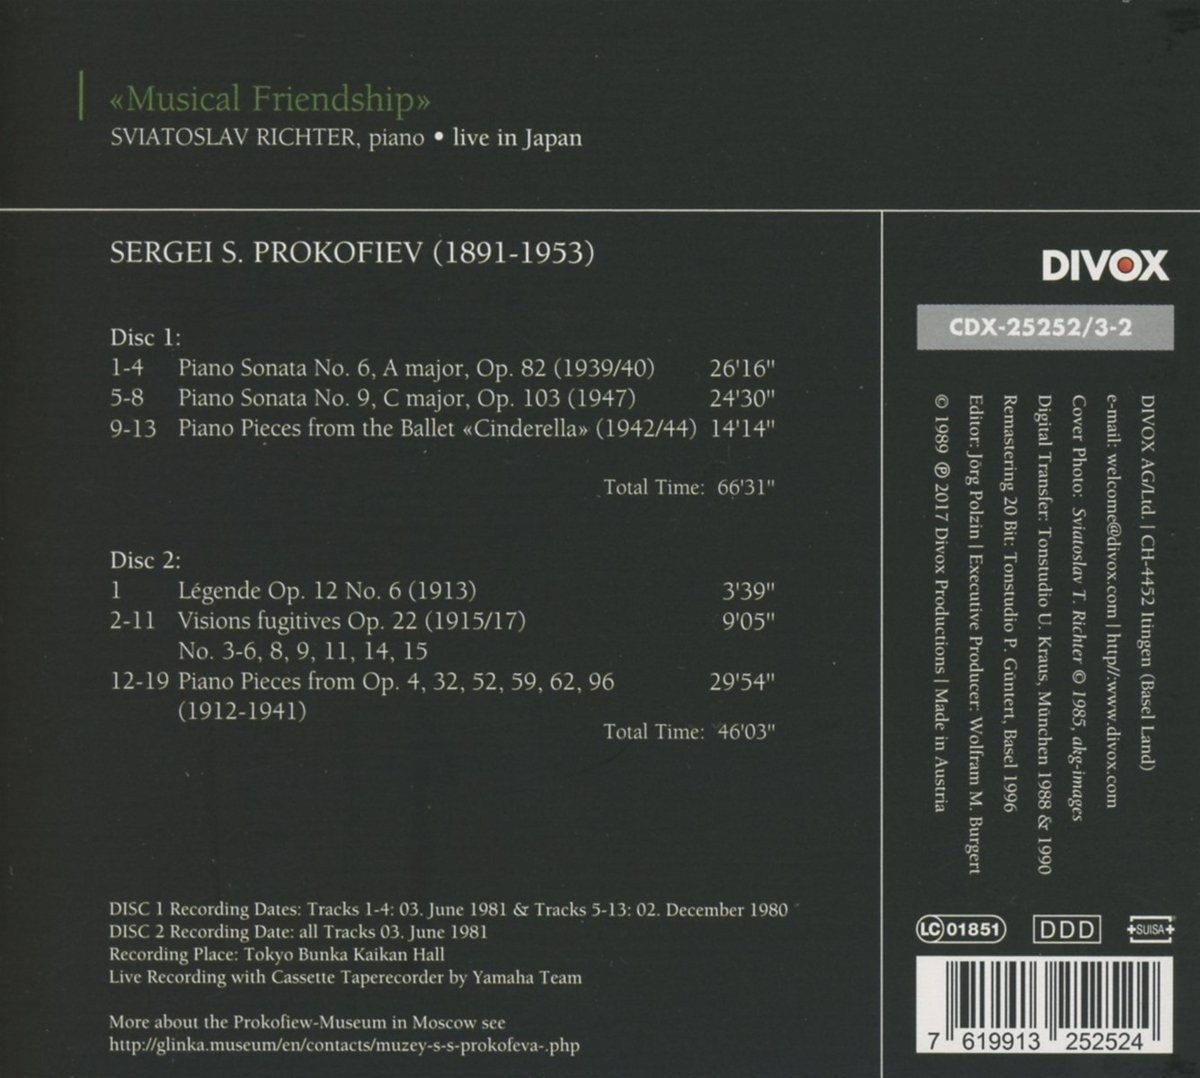 «Musical Friendship»
SVIATOSLAV RICHTER, piano • live in Japan
SERGEI S. PROKOFIEV (1891-1953)
Disc 1:
1-4 Piano Sonata No. 6, A major, Op. 82 (1939/40) 26'16"
5-8 Piano Sonata No. 9, C major, Op. 103 (1947) 24'30"
9-13 Piano Pieces from the Ballet «Cinderella» (1942/44) 14'14"
Total Time: 66'31"
Disc 2:
1 Légende Op. 12 No. 6 (1913) 3'39"
2-11 Visions fugitives Op. 22 (1915/17) 9'05"
No. 3-6, 8, 9, 11, 14, 15
12-19 Piano Pieces from Op. 4, 32, 52, 59, 62, 96 29'54"
(1912-1941)
Total Time: 46'03"
DISC 1 Recording Dates: Tracks 1-4: 03. June 1981 & Tracks 5-13: 02. December 1980
DISC 2 Recording Date: all Tracks 03. June 1981
Recording Place: Tokyo Bunka Kaikan Hall
Live Recording with Cassette Taperecorder by Yamaha Team
More about the Prokofiew-Museum in Moscow see
http://glinka.museum/en/contacts/muzey-s-s-prokofeva-.php
DIVOX
CDX-25252/3-2
DIVOX AG/Ltd. | CH-4452 Itingen (Basel Land)
e-mail: welcome@divox.com | http//:www.divox.com
Cover Photo: Sviatoslav T. Richter © 1985, akg-images
Digital Transfer: Tonstudio U. Kraus, München 1988 & 1990
Remastering 20 Bit: Tonstudio P. Güntert, Basel 1996
Editor: Jörg Polzin | Executive Producer: Wolfram M. Burgert
© 1989 ℗ 2017 Divox Productions | Made in Austria
LC 01851
DDD
SUISA
7 619913 252524